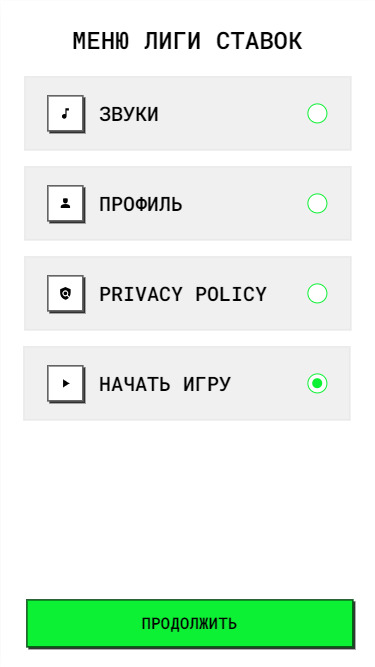 МЕНЮ ЛИГИ СТАВОК
ЗВУКИ
ПРОФИЛЬ
PRIVACY POLICY
НАЧАТЬ ИГРУ
ПРОДОЛЖИТЬ